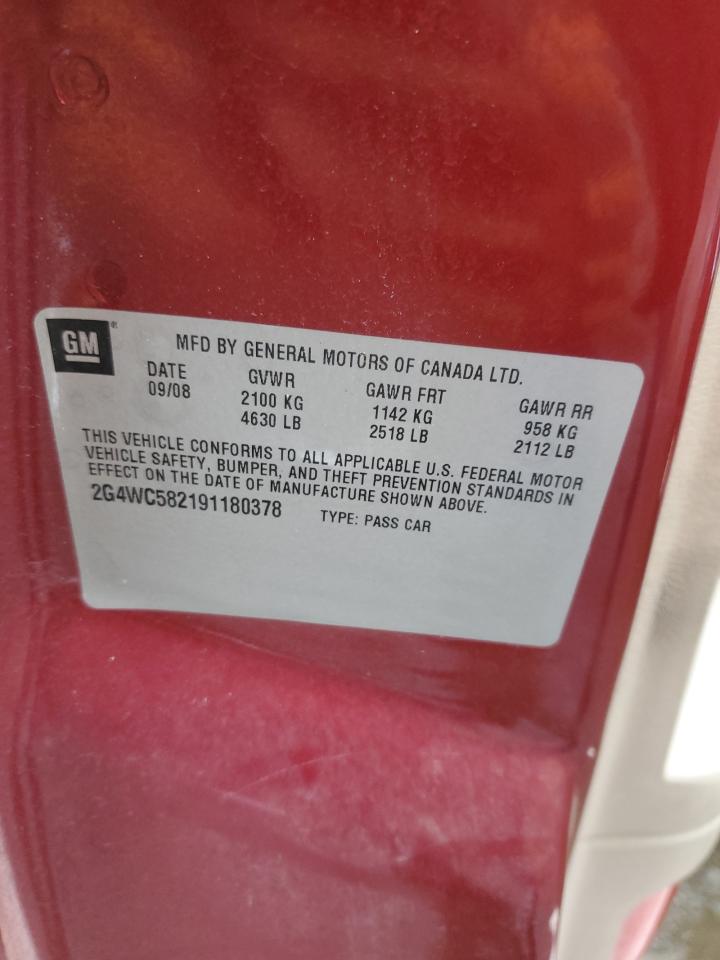 GM®
MFD BY GENERAL MOTORS OF CANADA LTD.
DATE GVWR GAWR FRT GAWR RR
09/08 2100 KG 1142 KG 958 KG
4630 LB 2518 LB 2112 LB
THIS VEHICLE CONFORMS TO ALL APPLICABLE U.S. FEDERAL MOTOR
VEHICLE SAFETY, BUMPER, AND THEFT PREVENTION STANDARDS IN
EFFECT ON THE DATE OF MANUFACTURE SHOWN ABOVE.
2G4WC582191180378 TYPE: PASS CAR